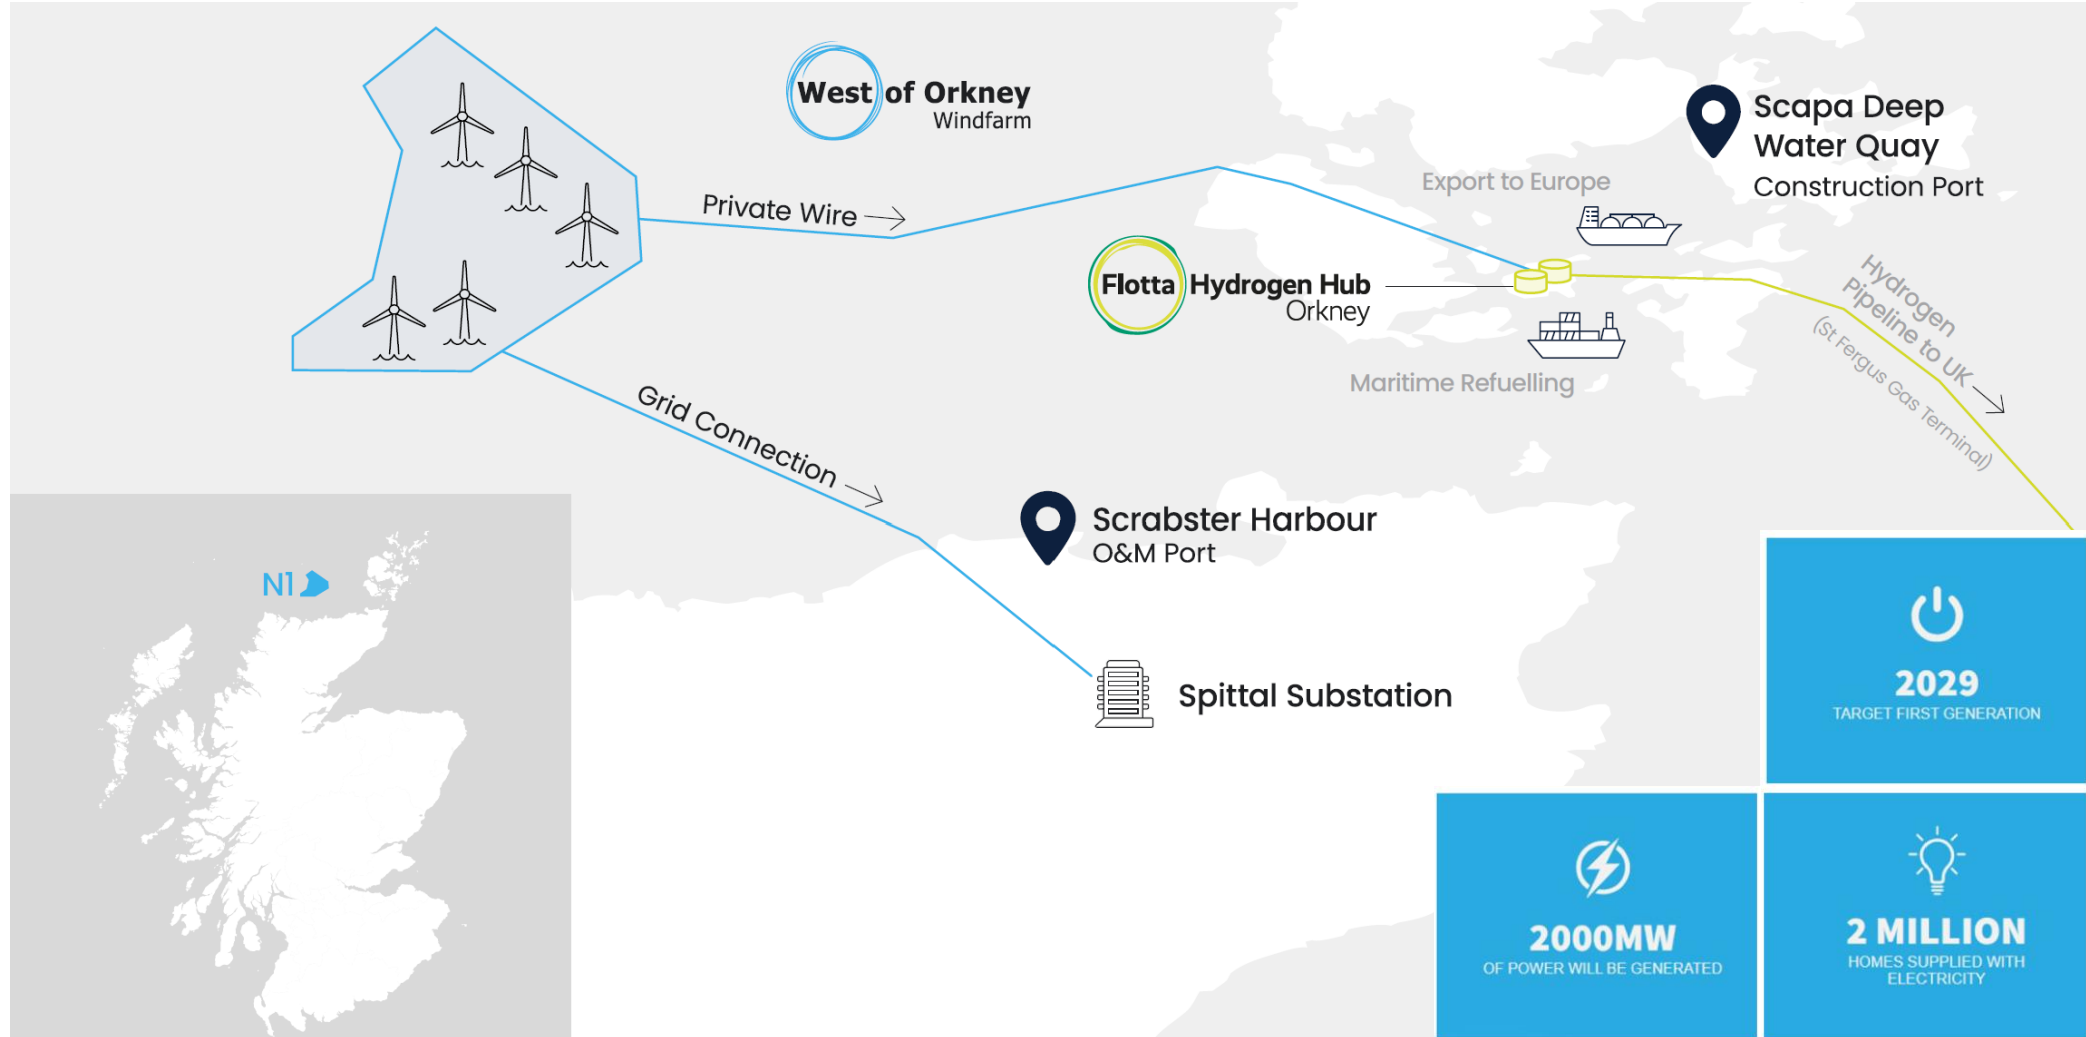 West of Orkney
Windfarm
Scapa Deep
Water Quay
Construction Port
Export to Europe
Private Wire
Flotta Hydrogen Hub
Orkney
Hydrogen
Pipeline to UK
(St Fergus Gas Terminal)
Maritime Refuelling
Grid Connection
Scrabster Harbour
O&M Port
N1
Spittal Substation
2029
TARGET FIRST GENERATION
2000MW
OF POWER WILL BE GENERATED
2 MILLION
HOMES SUPPLIED WITH
ELECTRICITY